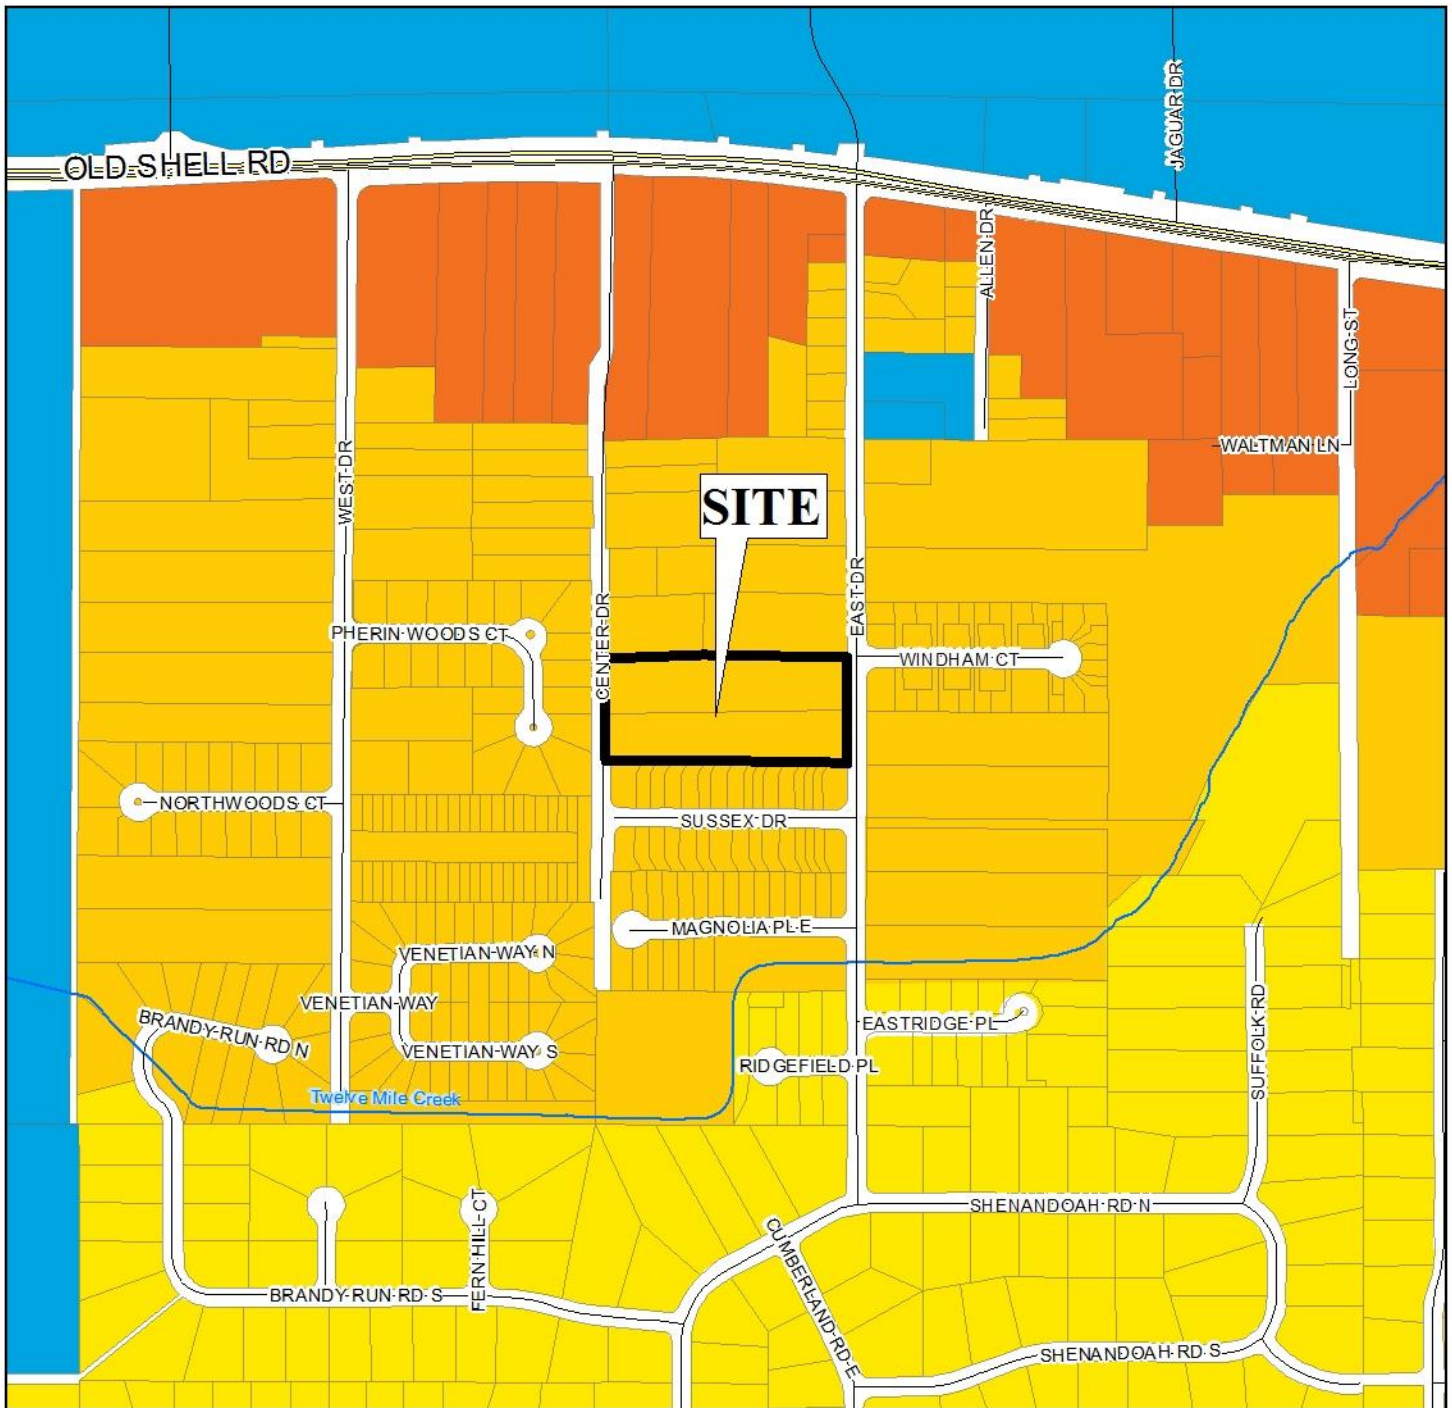 JAGUAR DR
OLD SHELL RD
ALLEN DR
LONG ST
WALTMAN LN
WEST DR
SITE
EAST DR
PHERIN WOODS CT
CENTER DR
WINDHAM CT
NORTHWOODS CT
SUSSEX DR
MAGNOLIA PL E
VENETIAN WAY N
VENETIAN WAY
BRANDY RUN RD N
EASTRIDGE PL
VENETIAN WAY S
RIDGEFIELD PL
SUFFOLK RD
Twelve Mile Creek
SHENANDOAH RD N
FERN HILL CT
CUMBERLAND RD E
BRANDY RUN RD S
SHENANDOAH RD S